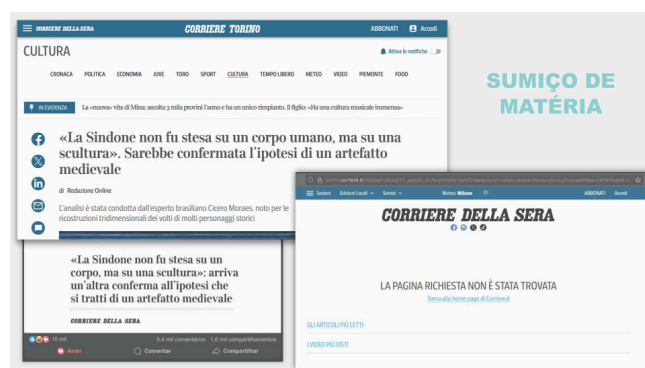 CORRIERE DELLA SERA
CORRIERE TORINO
ABBONATI
Accedi
CULTURA
Attiva le notifiche
CRONACA POLITICA ECONOMIA JUVE TORO SPORT CULTURA TEMPO LIBERO METEO VIDEO PIEMONTE FOOD
IN EVIDENZA
La «nuova» vita di Mina: ascolta 3 mila provini l'anno e ha un unico rimpianto. Il figlio: «Ha una cultura musicale immensa»
«La Sindone non fu stesa su un corpo umano, ma su una
scultura». Sarebbe confermata l'ipotesi di un artefatto
medievale
di Redazione Online
L'analisi è stata condotta dall'esperto brasiliano Cicero Moraes, noto per le
ricostruzioni tridimensionali dei volti di molti personaggi storici
SUMIÇO DE
MATÉRIA
«La Sindone non fu stesa su un
corpo, ma su una scultura»: arriva
un'altra conferma all'ipotesi che
si tratti di un artefatto medievale
CORRIERE DELLA SERA
10 mil
9,4 mil comentários 1,6 mil compartilhamentos
Amei
Comentar
Compartilhar
Sezioni Edizioni Locali Servizi
Meteo Milano
ABBONATI Accedi
CORRIERE DELLA SERA
LA PAGINA RICHIESTA NON È STATA TROVATA
Torna alla home page di Corriere.it
GLI ARTICOLI PIÙ LETTI
I VIDEO PIÙ VISTI